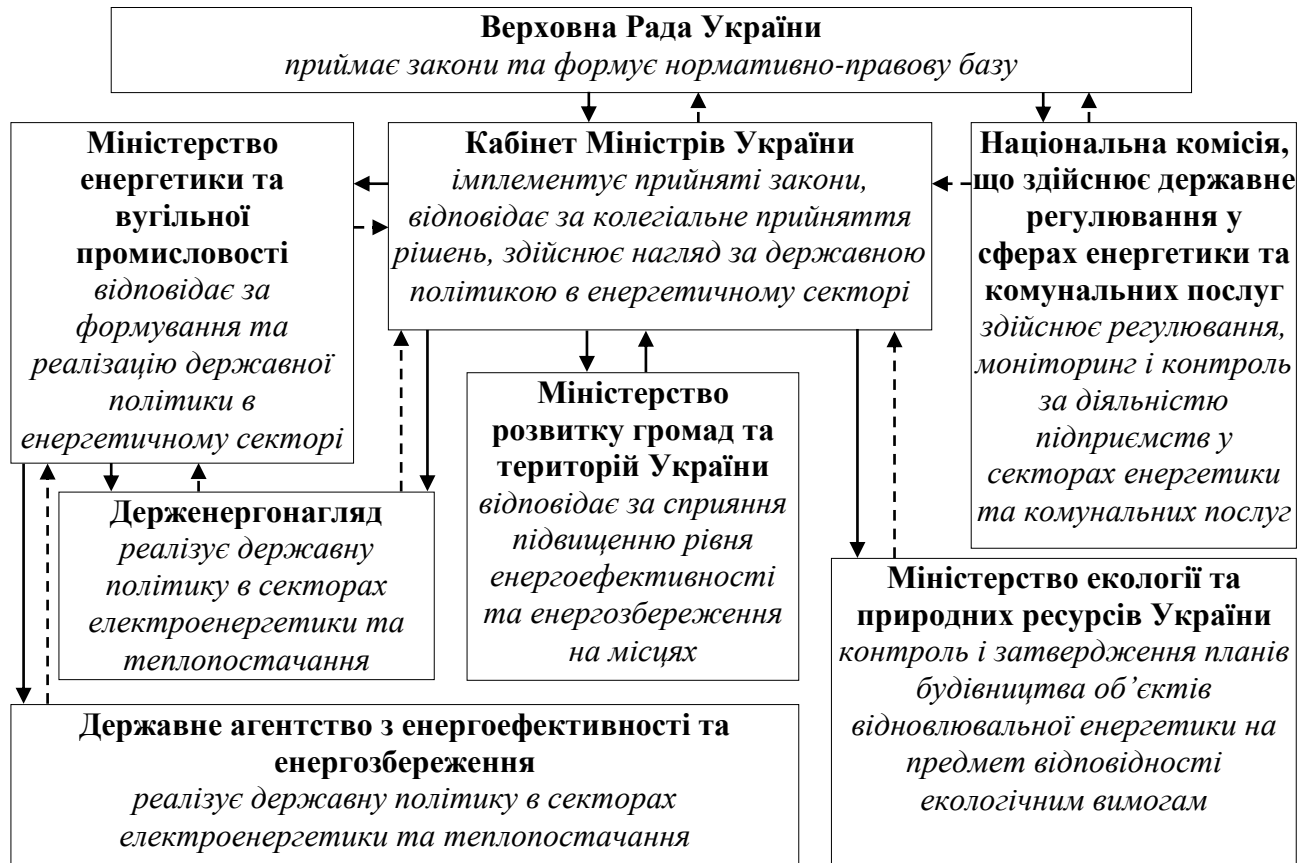 Верховна Рада України
приймає закони та формує нормативно-правову базу
Міністерство
енергетики та
вугільної
промисловості
відповідає за
формування та
реалізацію державної
політики в
енергетичному секторі
Кабінет Міністрів України
імплементує прийняті закони,
відповідає за колегіальне прийняття
рішень, здійснює нагляд за державною
політикою в енергетичному секторі
Національна комісія,
що здійснює державне
регулювання у
сферах енергетики та
комунальних послуг
здійснює регулювання,
моніторинг і контроль
за діяльністю
підприємств у
секторах енергетики
та комунальних послуг
Держенергонагляд
реалізує державну
політику в секторах
електроенергетики та
теплопостачання
Міністерство
розвитку громад та
територій України
відповідає за сприяння
підвищенню рівня
енергоефективності
та енергозбереження
на місцях
Міністерство екології та
природних ресурсів України
контроль і затвердження планів
будівництва об’єктів
відновлювальної енергетики на
предмет відповідності
екологічним вимогам
Державне агентство з енергоефективності та
енергозбереження
реалізує державну політику в секторах
електроенергетики та теплопостачання